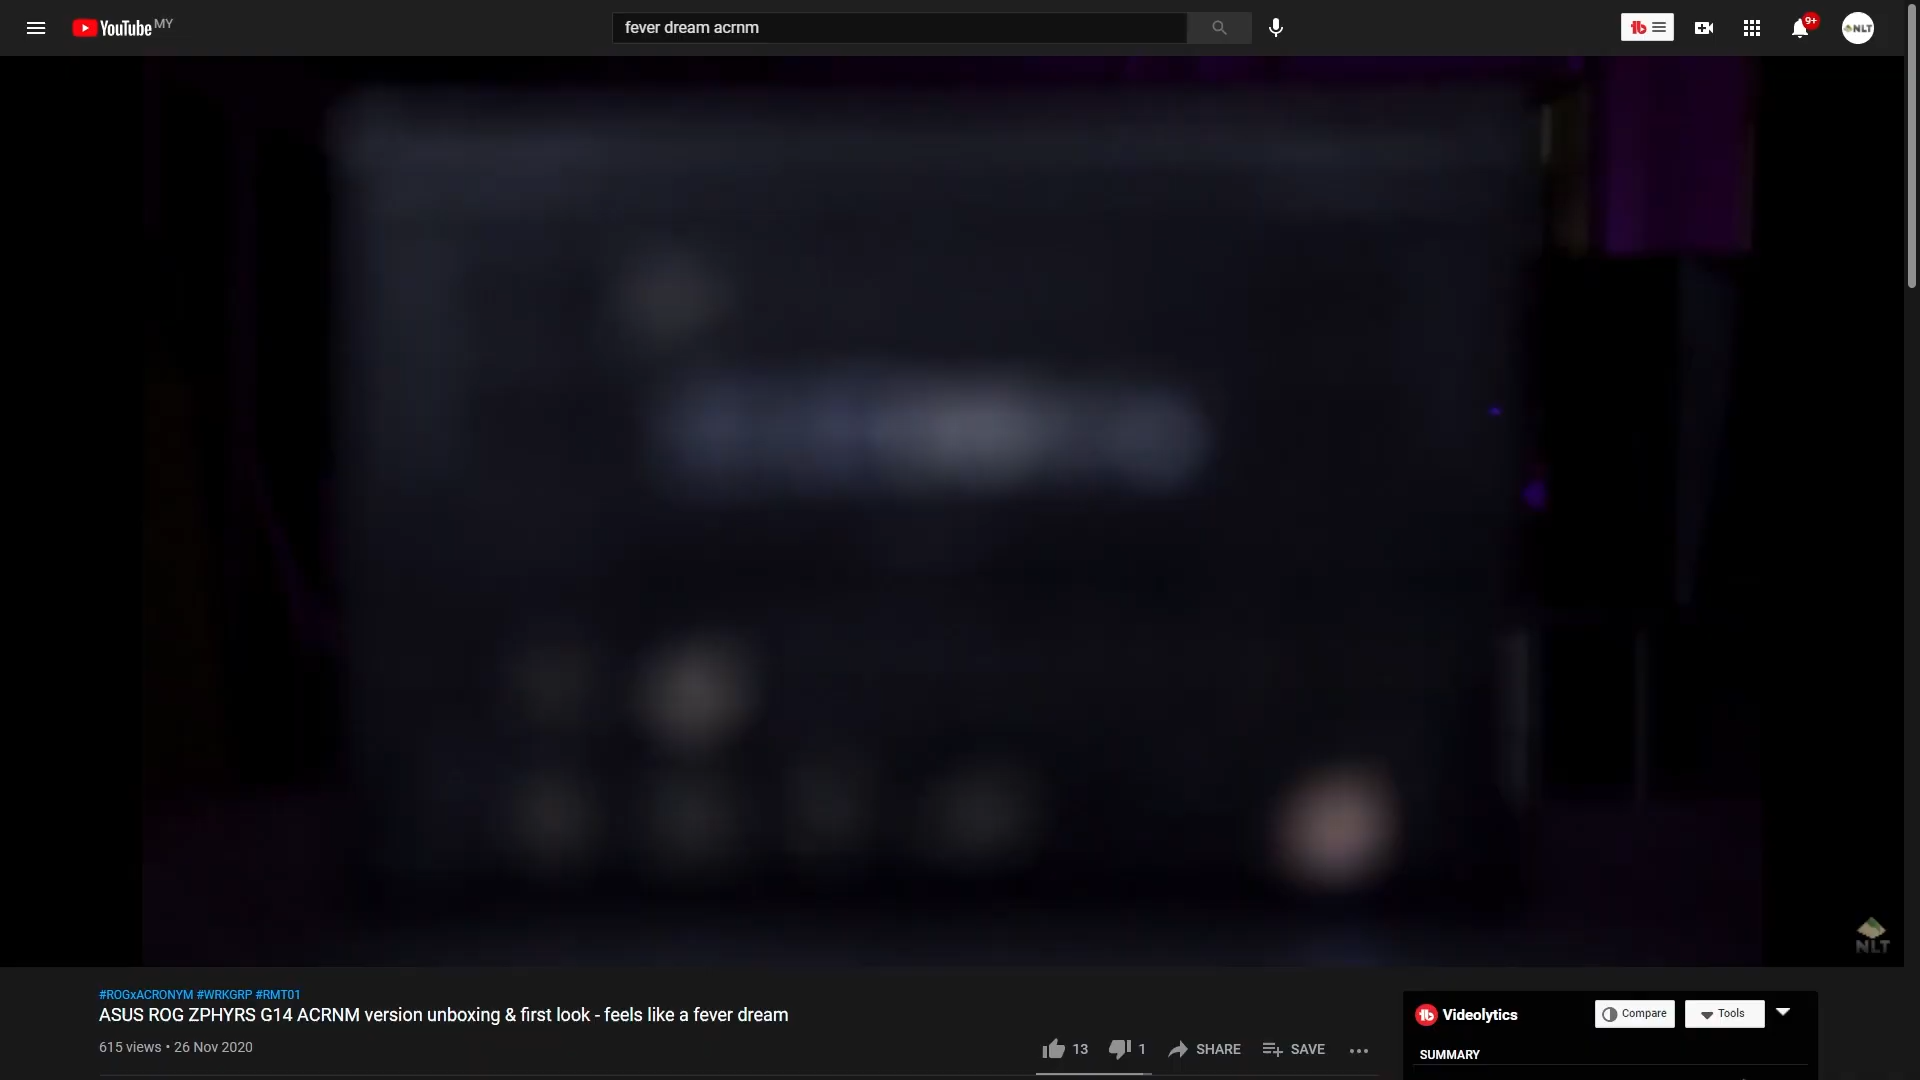 YouTube MY
fever dream acrnm
9+
NLT
NLT
#ROGxACRONYM #WRKGRP #RMT01
ASUS ROG ZPHYRS G14 ACRNM version unboxing & first look - feels like a fever dream
615 views • 26 Nov 2020
13
1
SHARE
SAVE
Videolytics
Compare
Tools
SUMMARY